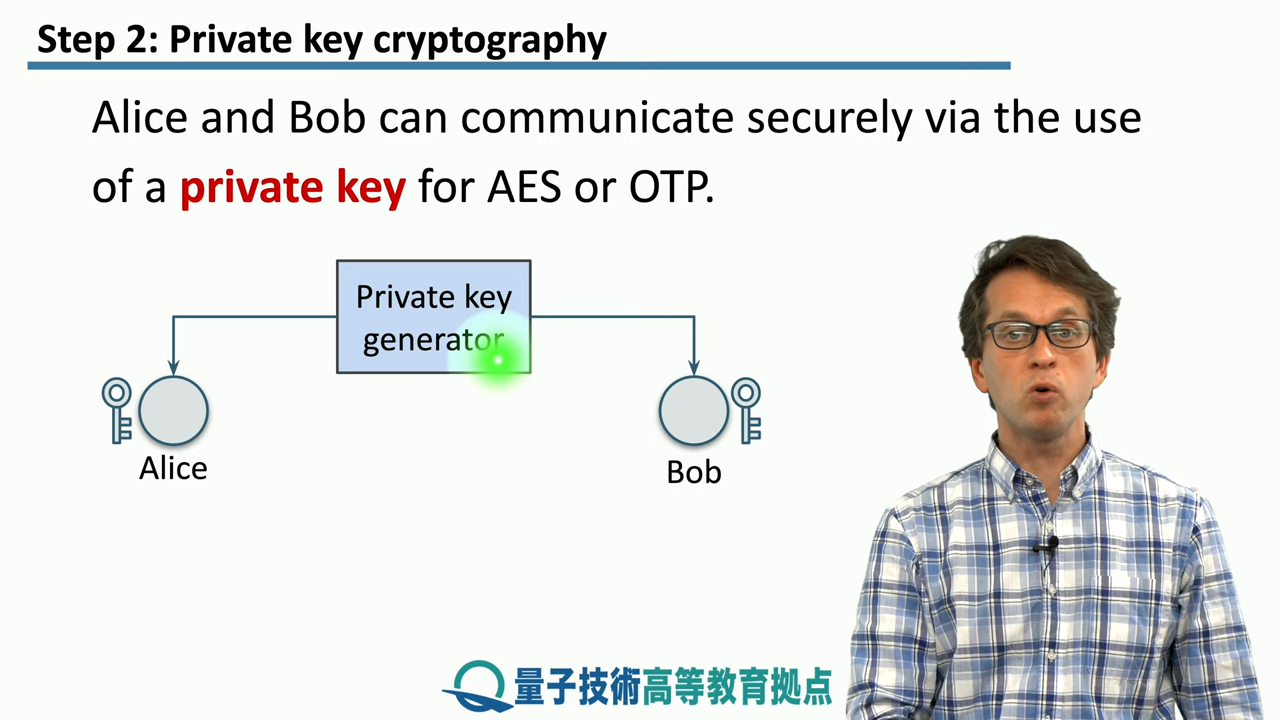 Step 2: Private key cryptography
Alice and Bob can communicate securely via the use
of a private key for AES or OTP.
Private key
generator
Alice
Bob
量子技術高等教育拠点